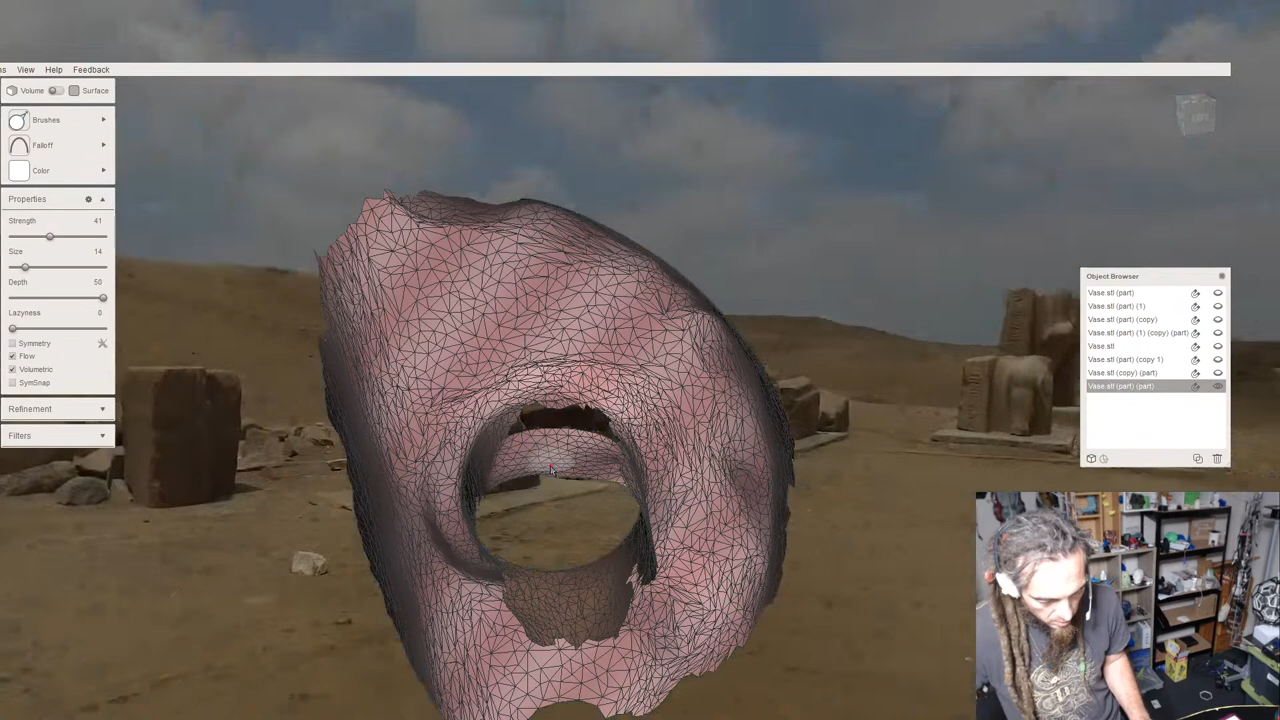 ns View Help Feedback
Volume Surface
Brushes
Falloff
Color
Properties
Strength 41
Size 14
Depth 50
Lazyness 0
Symmetry
Flow
Volumetric
SymSnap
Refinement
Filters
Object Browser
Vase.stl (part)
Vase.stl (part) (1)
Vase.stl (part) (copy)
Vase.stl (part) (1) (copy) (part)
Vase.stl
Vase.stl (part) (copy 1)
Vase.stl (copy) (part)
Vase.stl (part) (part)